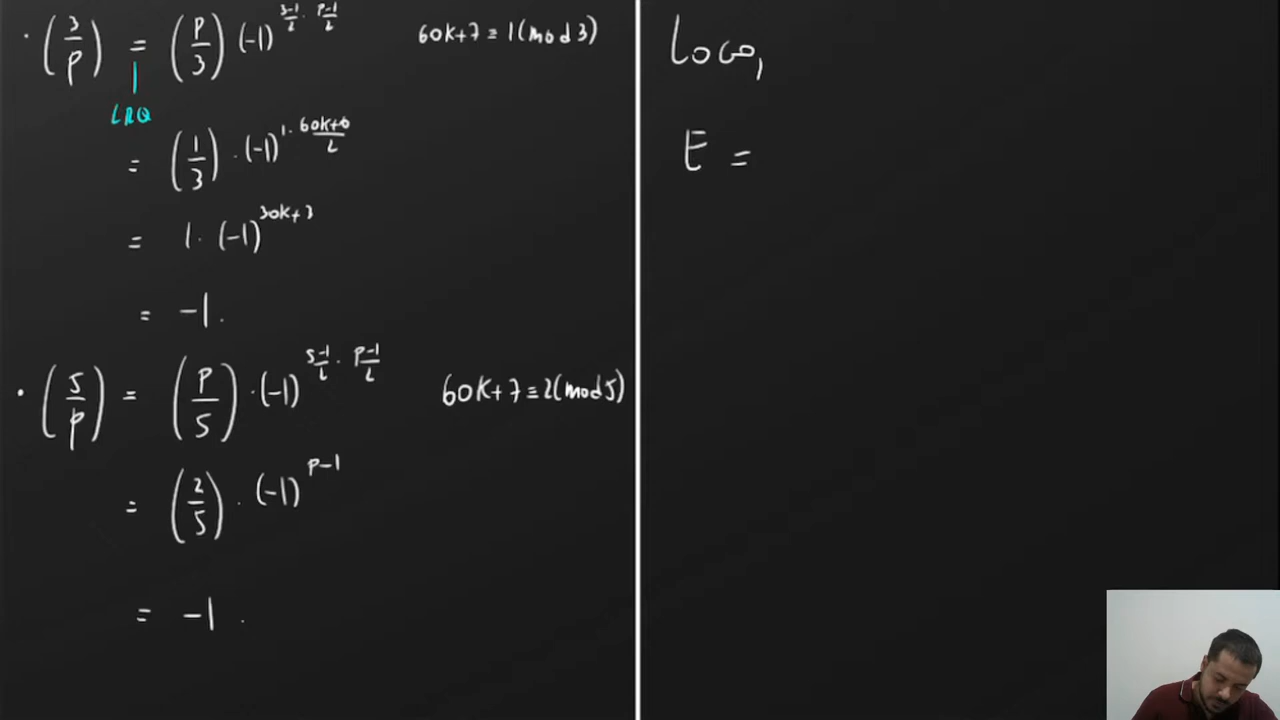 · (3/p) = (p/3) (-1)^{3-1/2 · p-1/2} 60k+7 ≡ 1 (mod 3)
LRQ
= (1/3) · (-1)^{1 · 60k+6/2}
= 1 · (-1)^{30k+3}
= -1.
· (5/p) = (p/5) · (-1)^{5-1/2 · p-1/2} 60k+7 ≡ 2 (mod 5)
= (2/5) · (-1)^{p-1}
= -1.
Logo,
E =